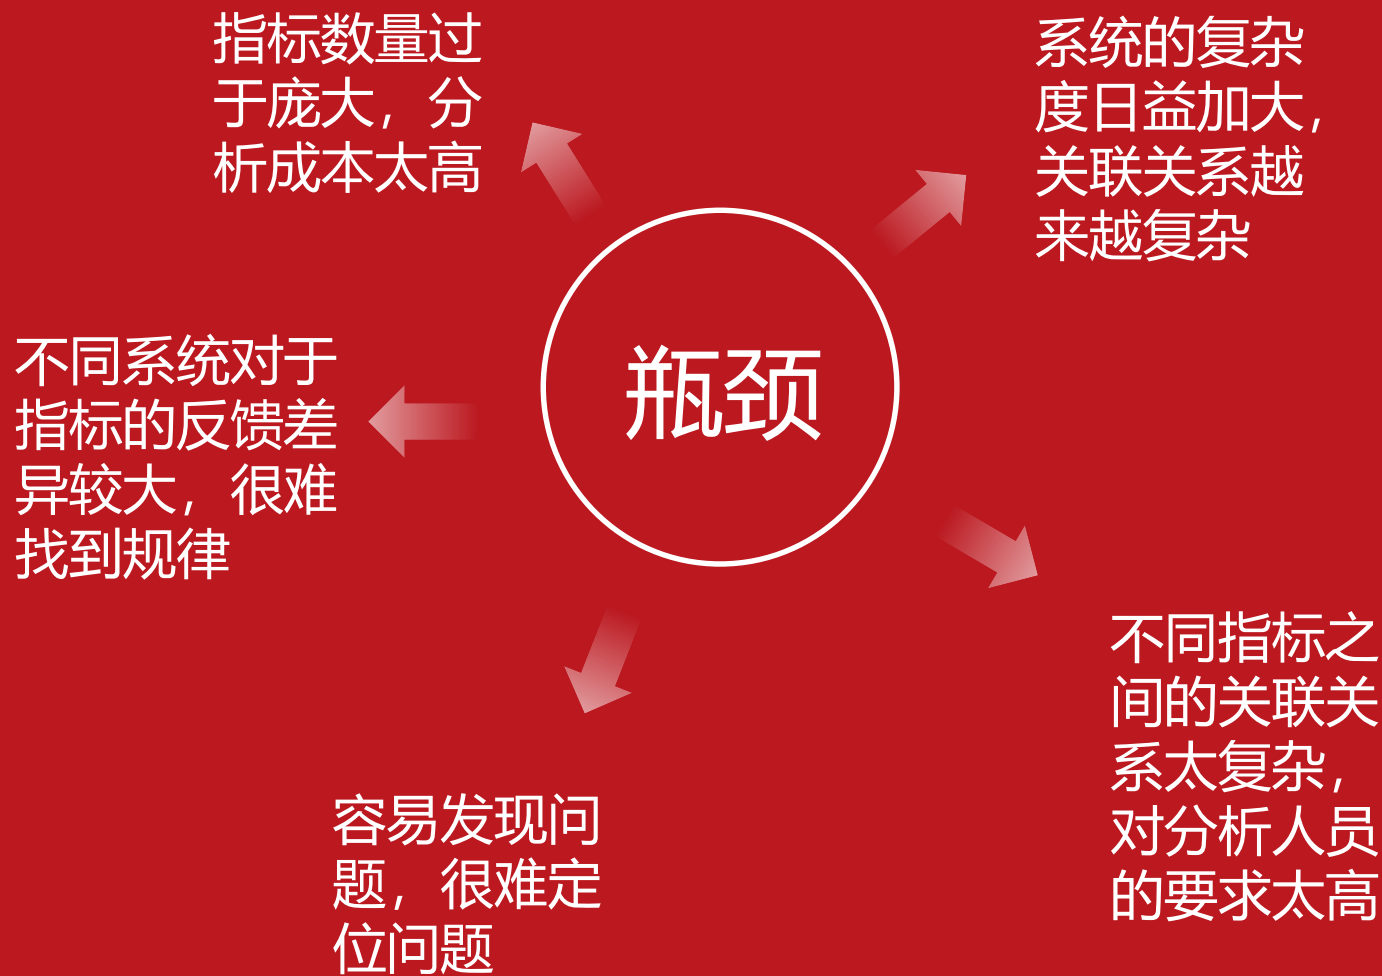 指标数量过
于庞大，分
析成本太高
系统的复杂
度日益加大，
关联关系越
来越复杂
不同系统对于
指标的反馈差
异较大，很难
找到规律
瓶颈
不同指标之
间的关联关
系太复杂，
对分析人员
的要求太高
容易发现问
题，很难定
位问题